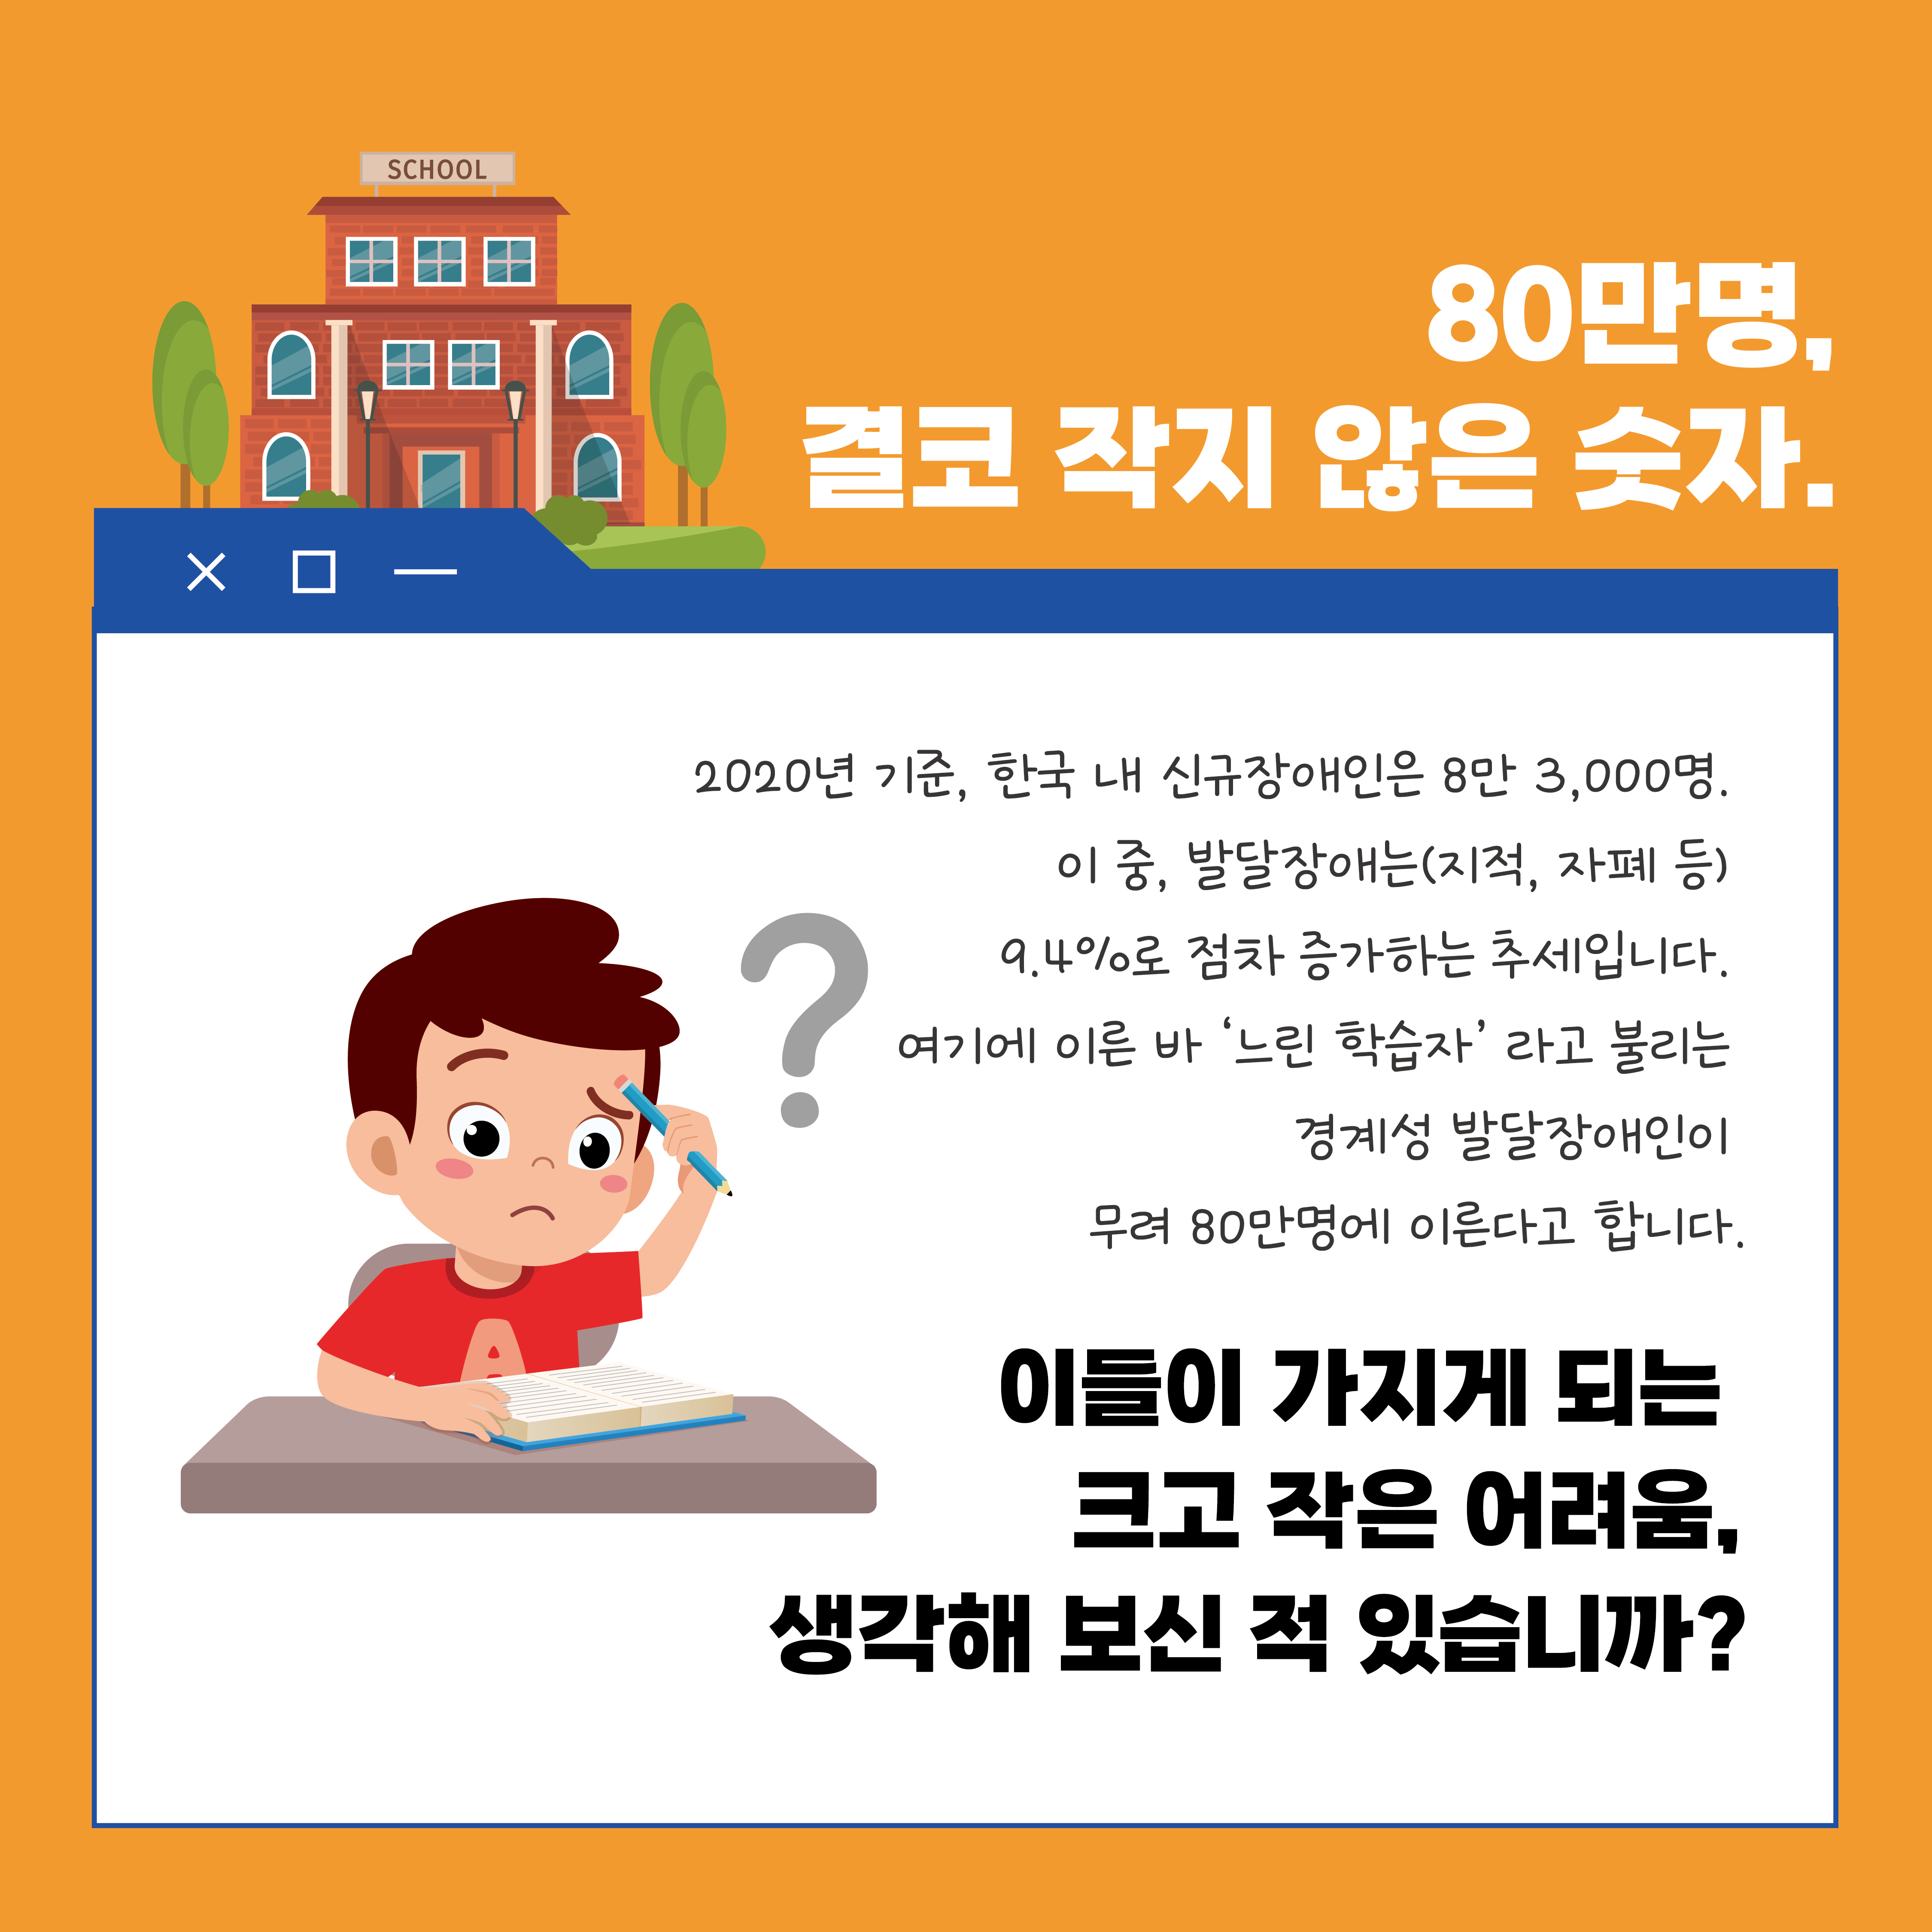 SCHOOL
80만명,
결코 작지 않은 숫자.
2020년 기준, 한국 내 신규장애인은 8만 3,000명.
이 중, 발달장애는(지적, 자폐 등)
9.4%로 점차 증가하는 추세입니다.
여기에 이른 바 ‘느린 학습자’ 라고 불리는
경계성 발달장애인이
무려 80만명에 이른다고 합니다.
이들이 가지게 되는
크고 작은 어려움,
생각해 보신 적 있습니까?